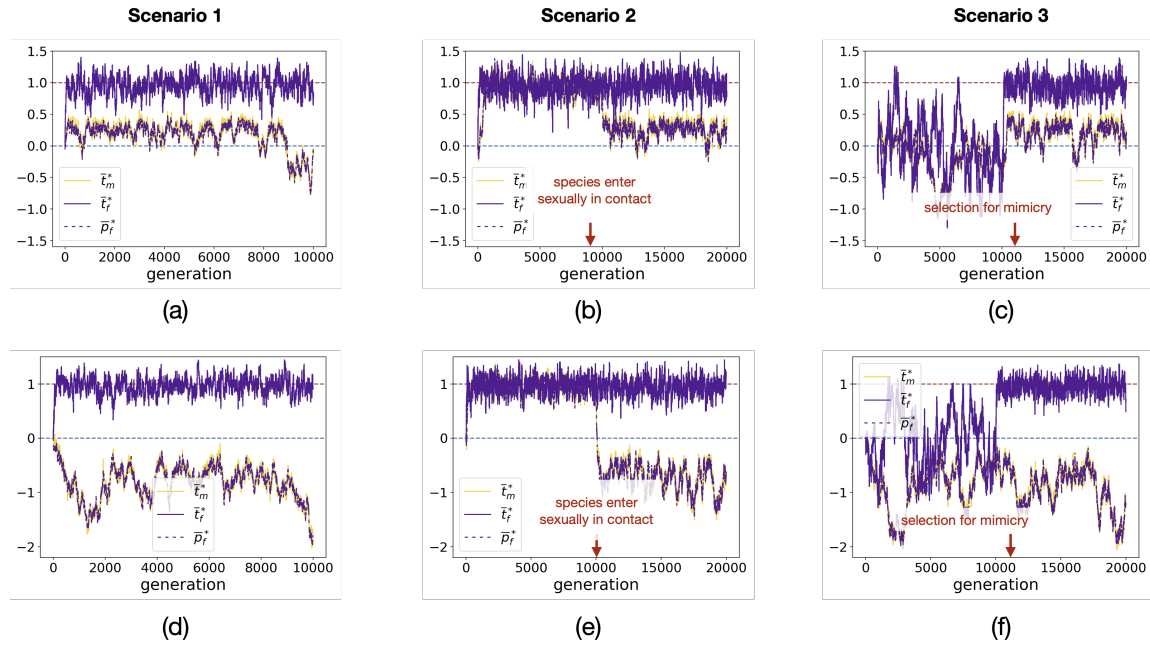 Scenario 1 Scenario 2 Scenario 3
1.5
1.0
0.5
0.0
−0.5
−1.0
−1.5
t̄*m
t̄*f
p̄*f
0 2000 4000 6000 8000 10000
generation
(a)
1.5
1.0
0.5
0.0
−0.5
−1.0
−1.5
t̄*m
t̄*f
p̄*f
species enter
sexually in contact
0 5000 10000 15000 20000
generation
(b)
1.5
1.0
0.5
0.0
−0.5
−1.0
−1.5
t̄*m
t̄*f
p̄*f
selection for mimicry
0 5000 10000 15000 20000
generation
(c)
1
0
−1
−2
t̄*m
t̄*f
p̄*f
0 2000 4000 6000 8000 10000
generation
(d)
1
0
−1
−2
t̄*m
t̄*f
p̄*f
species enter
sexually in contact
0 5000 10000 15000 20000
generation
(e)
t̄*m
t̄*f
p̄*f
1
0
−1
−2
selection for mimicry
0 5000 10000 15000 20000
generation
(f)